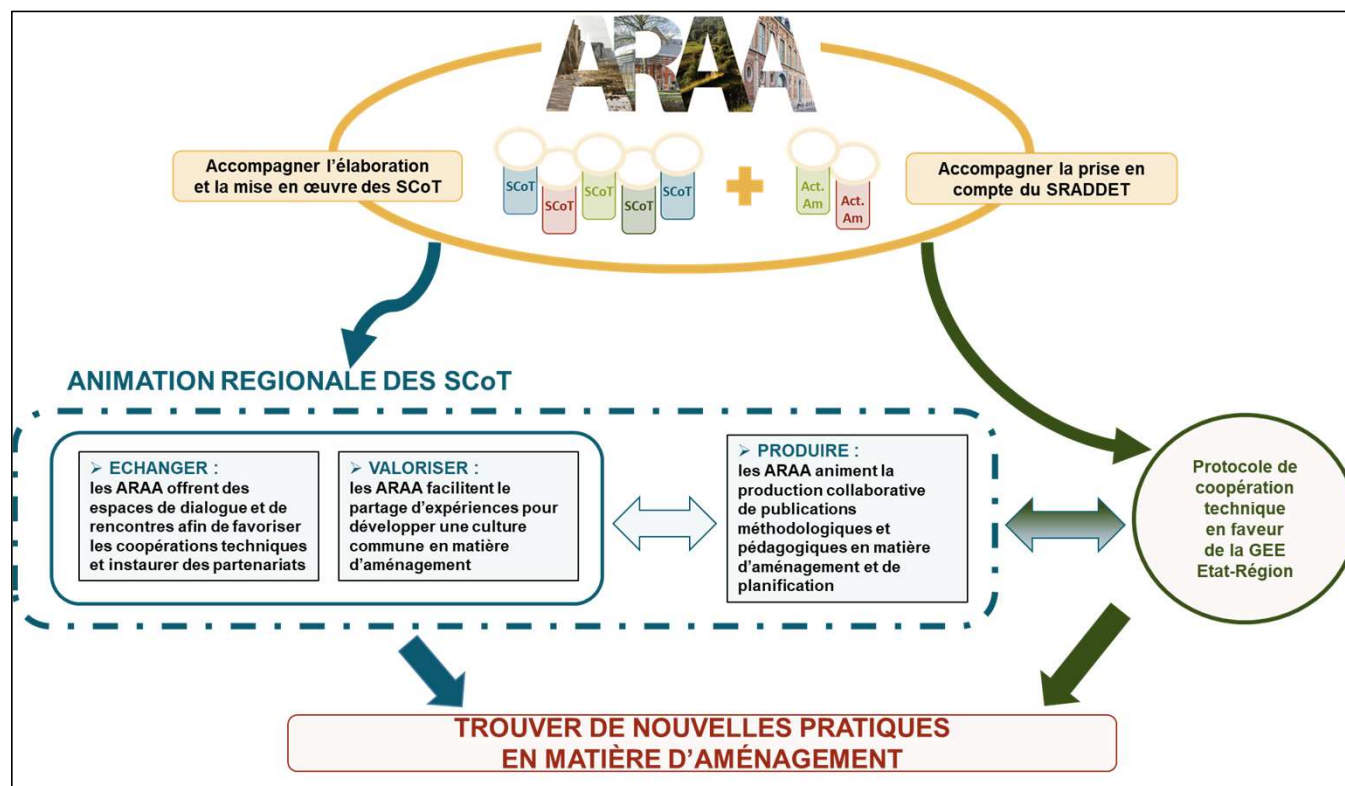 ARAA
Accompagner l'élaboration
et la mise en œuvre des SCoT
SCoT
SCoT
SCoT
SCoT
SCoT
Act.
Am
Act.
Am
Accompagner la prise en
compte du SRADDET
ANIMATION REGIONALE DES SCoT
➢ ECHANGER :
les ARAA offrent des
espaces de dialogue et de
rencontres afin de favoriser
les coopérations techniques
et instaurer des partenariats
➢ VALORISER :
les ARAA facilitent le
partage d'expériences pour
développer une culture
commune en matière
d'aménagement
➢ PRODUIRE :
les ARAA animent la
production collaborative
de publications
méthodologiques et
pédagogiques en matière
d'aménagement et de
planification
Protocole de
coopération
technique
en faveur
de la GEE
Etat-Région
TROUVER DE NOUVELLES PRATIQUES
EN MATIÈRE D'AMÉNAGEMENT